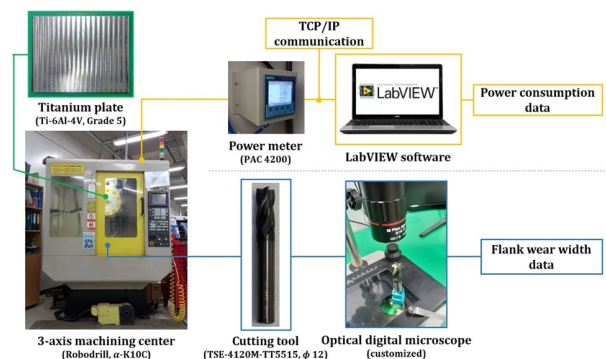 TCP/IP
communication
LabVIEW
Titanium plate
(Ti-6Al-4V, Grade 5)
Power meter
(PAC 4200)
LabVIEW software
Power consumption
data
Flank wear width
data
3-axis machining center
(Robodrill, α-K10C)
Cutting tool
(TSE-4120M-TT5515, ϕ 12)
Optical digital microscope
(customized)